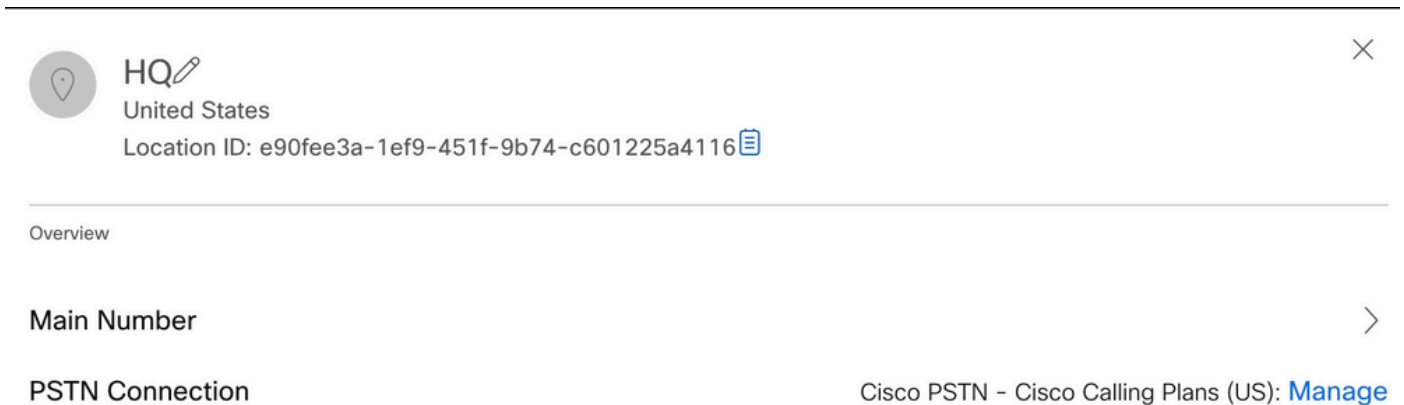 HQ
United States
Location ID: e90fee3a-1ef9-451f-9b74-c601225a4116
Overview
Main Number
PSTN Connection Cisco PSTN - Cisco Calling Plans (US): Manage